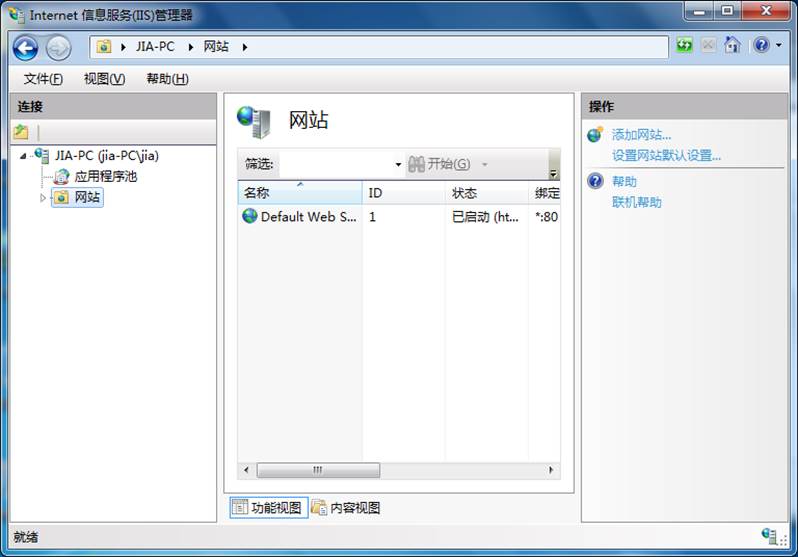 Internet 信息服务(IIS)管理器
JIA-PC 网站
文件(F) 视图(V) 帮助(H)
连接
JIA-PC (jia-PC\jia)
应用程序池
网站
网站
筛选: 开始(G)
名称 ID 状态 绑定
Default Web S... 1 已启动 (ht... *:80
功能视图 内容视图
操作
添加网站...
设置网站默认设置...
帮助
联机帮助
就绪